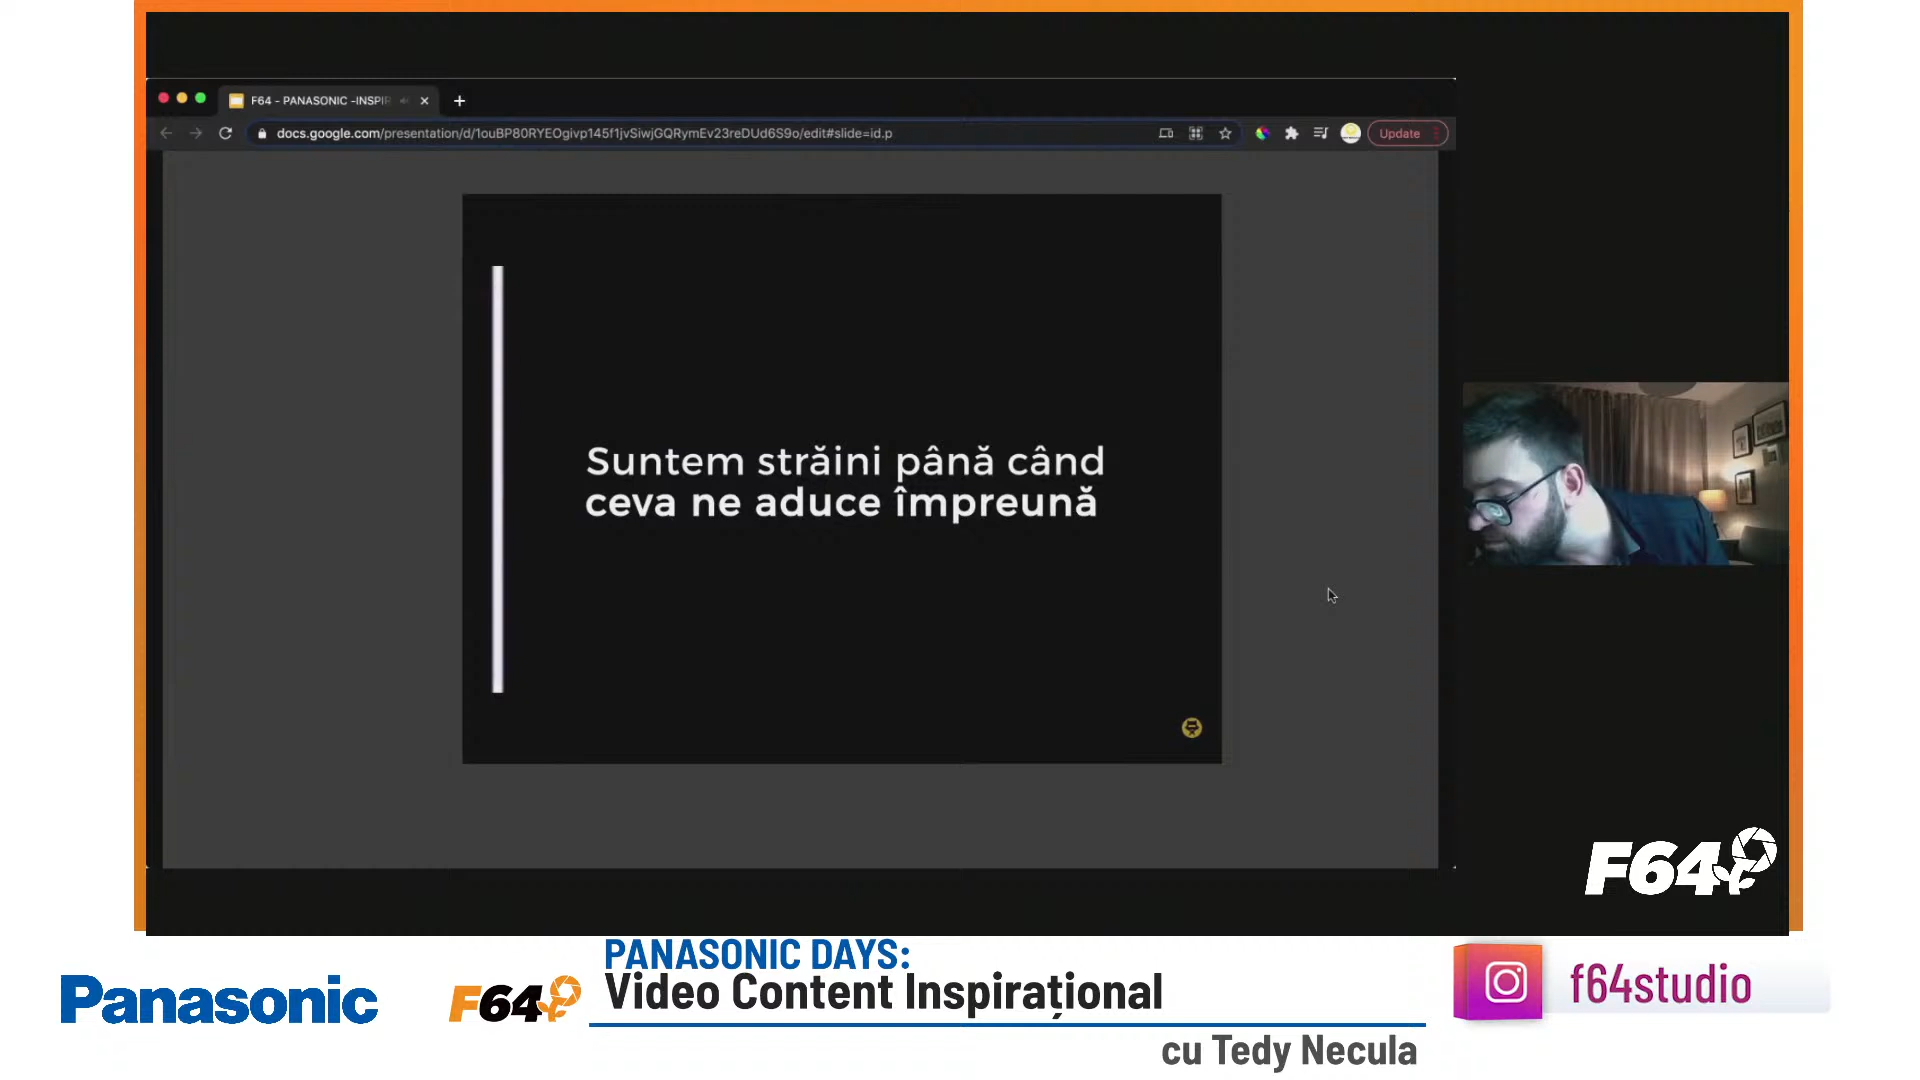 F64 - PANASONIC -INSPIR
docs.google.com/presentation/d/1ouBP80RYEOgivp145f1jvSiwjGQRymEv23reDUd6S9o/edit#slide=id.p
Update
Suntem străini până când
ceva ne aduce împreună
F64
Panasonic
F64
PANASONIC DAYS:
Video Content Inspirațional
cu Tedy Necula
f64studio